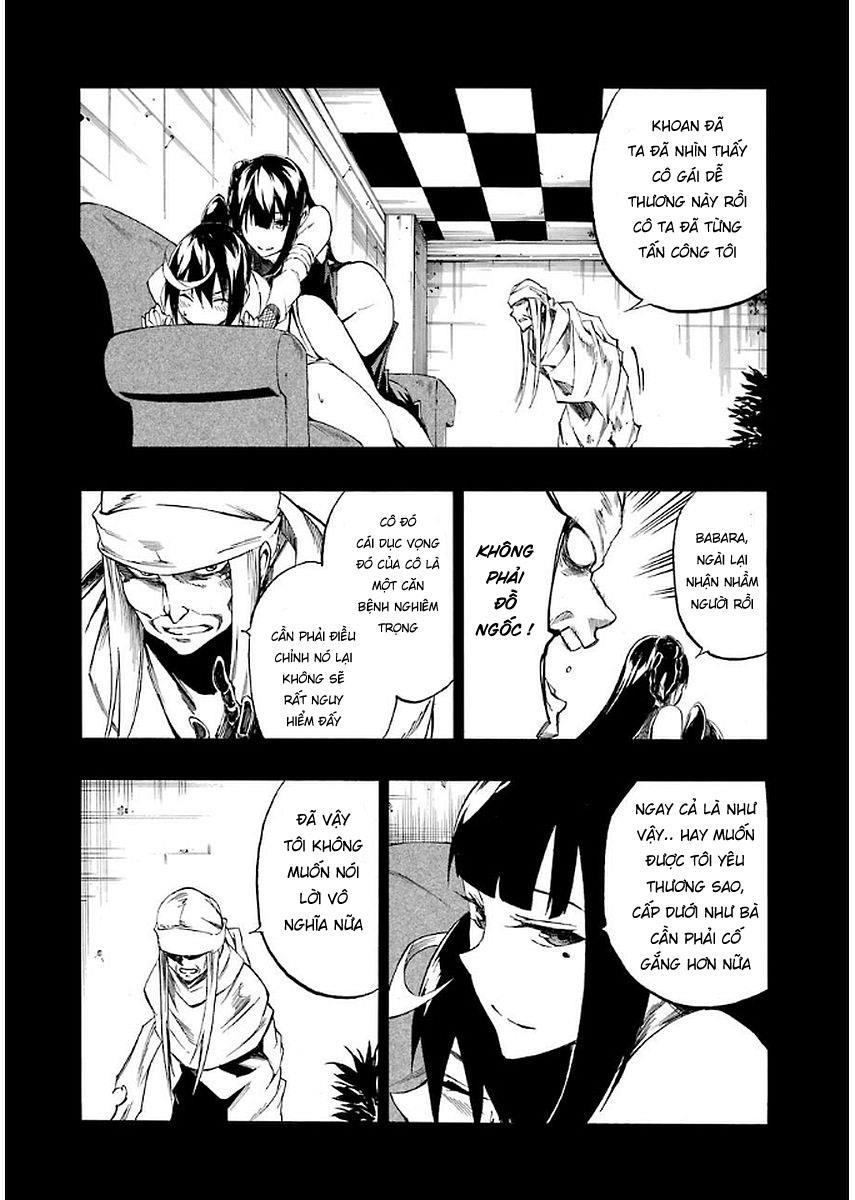 KHOAN ĐÃ
TA ĐÃ NHÌN THẤY
CÔ GÁI DỄ
THƯƠNG NÀY RỒI
CÔ TA ĐÃ TỪNG
TẤN CÔNG TÔI
BABARA,
NGÀI LẠI
NHẬN NHẦM
NGƯỜI RỒI
KHÔNG
PHẢI
ĐỒ
NGỐC !
CÔ ĐÓ
CÁI DỤC VỌNG
ĐÓ CỦA CÔ LÀ
MỘT CĂN
BỆNH NGHIÊM
TRỌNG
CẦN PHẢI ĐIỀU
CHỈNH NÓ LẠI
KHÔNG SẼ
RẤT NGUY
HIỂM ĐẤY
NGAY CẢ LÀ NHƯ
VẬY.. HAY MUỐN
ĐƯỢC TÔI YÊU
THƯƠNG SAO,
CẤP DƯỚI NHƯ BÀ
CẦN PHẢI CỐ
GẮNG HƠN NỮA
ĐÃ VẬY
TÔI KHÔNG
MUỐN NÓI
LỜI VÔ
NGHĨA NỮA